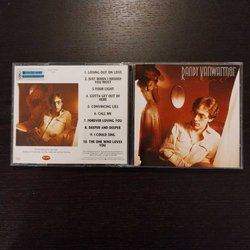 1. LOSING OUT ON LOVE
2. JUST WHEN I NEEDED
YOU MOST
3 YOUR LIGHT
4. GOTTA GET OUT OF
HERE
5. CONVINCING LIES
6. CALL ME
7. FOREVER LOVING YOU
8. DEEPER AND DEEPER
9. I COULD SING
10. THE ONE WHO LOVES
YOU
RANDY VANWARMER